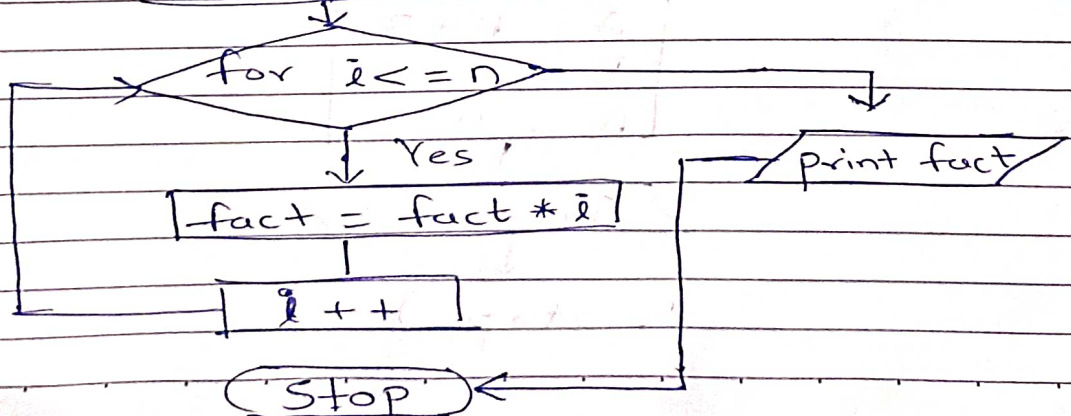 for i < = n
Yes
print fact
fact = fact * i
i + +
Stop